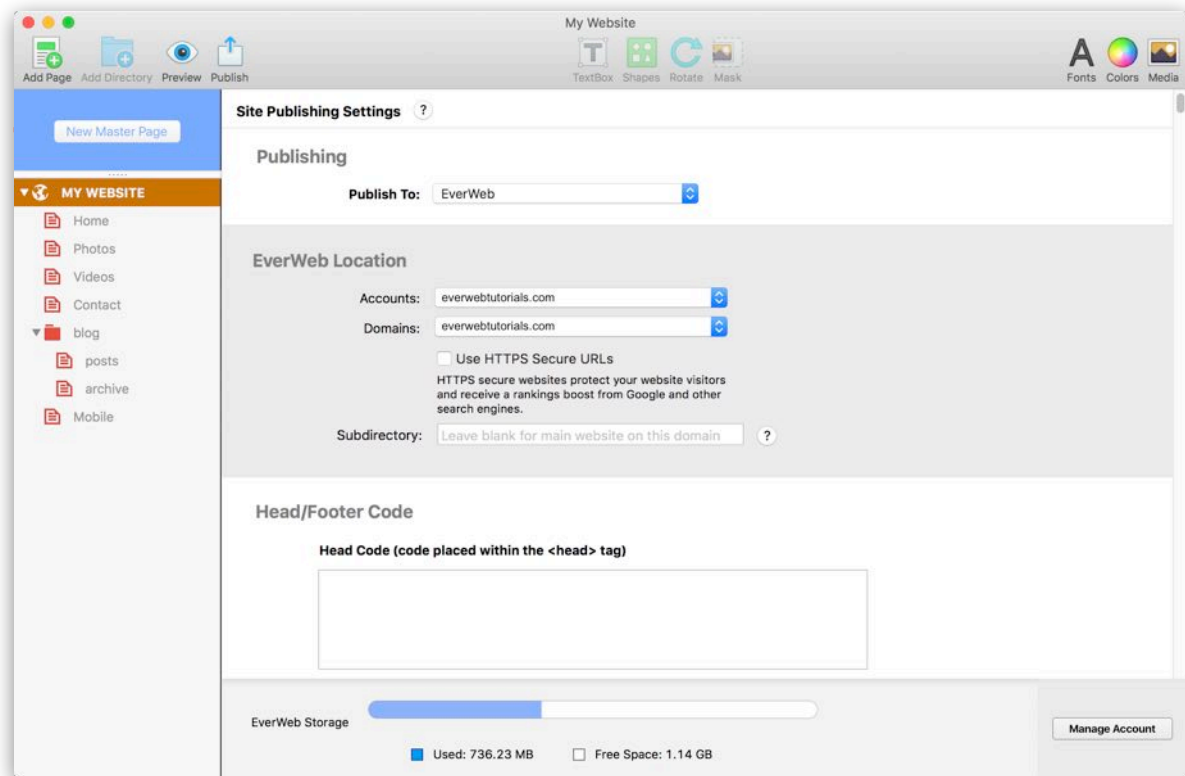 My Website
Add Page Add Directory Preview Publish
TextBox Shapes Rotate Mask
Fonts Colors Media
New Master Page
MY WEBSITE
Home
Photos
Videos
Contact
blog
posts
archive
Mobile
Site Publishing Settings ?
Publishing
Publish To: EverWeb
EverWeb Location
Accounts: everwebtutorials.com
Domains: everwebtutorials.com
Use HTTPS Secure URLs
HTTPS secure websites protect your website visitors
and receive a rankings boost from Google and other
search engines.
Subdirectory: Leave blank for main website on this domain ?
Head/Footer Code
Head Code (code placed within the <head> tag)
EverWeb Storage
Used: 736.23 MB Free Space: 1.14 GB
Manage Account